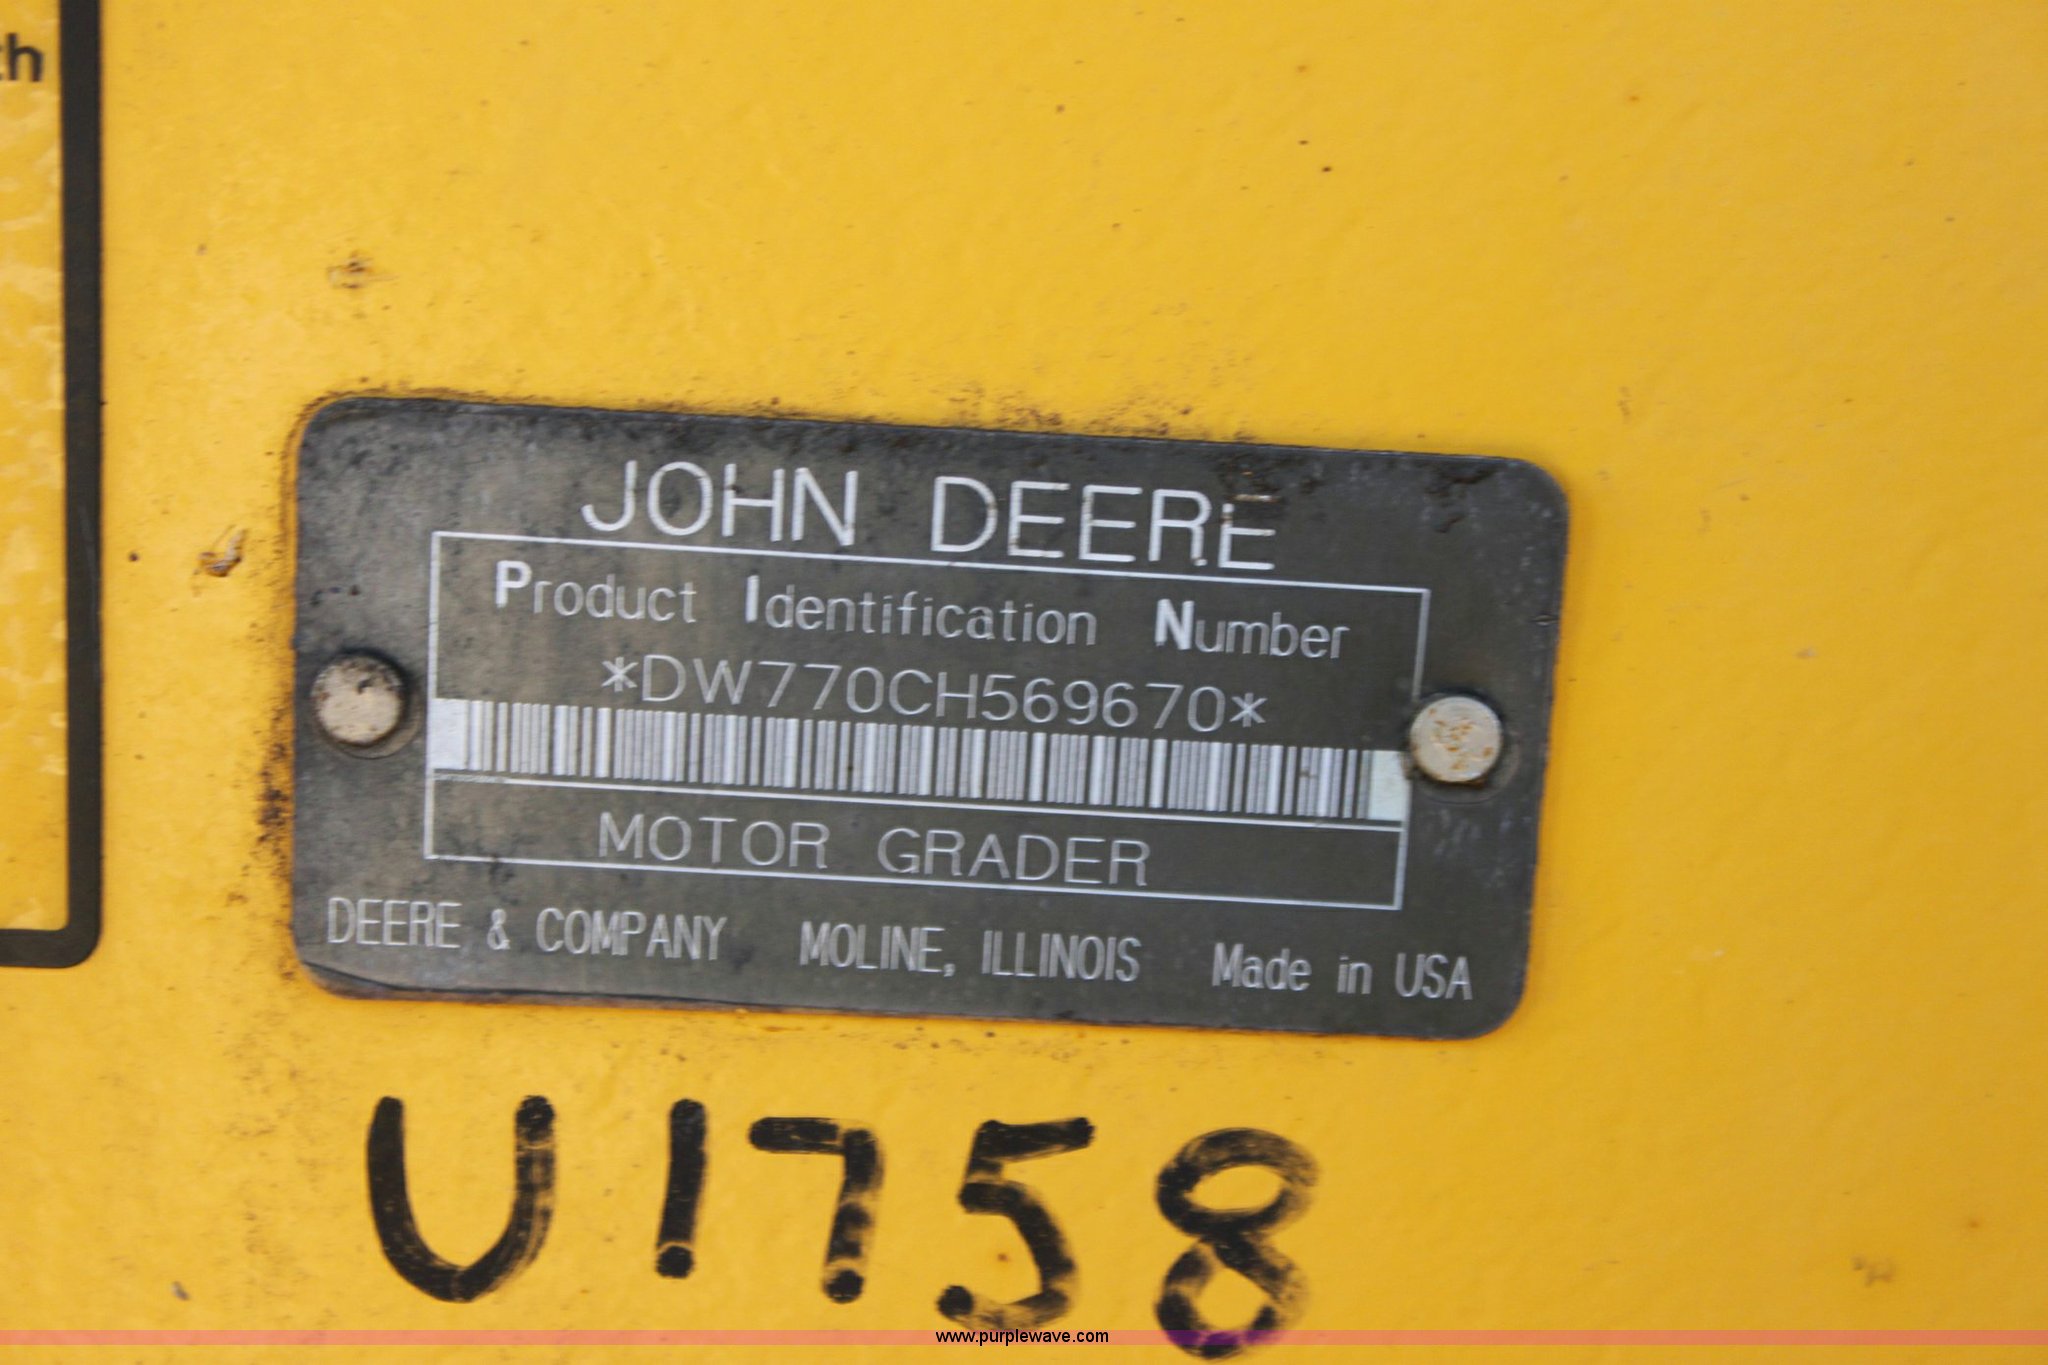 JOHN DEERE
Product Identification Number
*DW770CH569670*
MOTOR GRADER
DEERE & COMPANY MOLINE, ILLINOIS Made in USA
U1758
www.purplewave.com